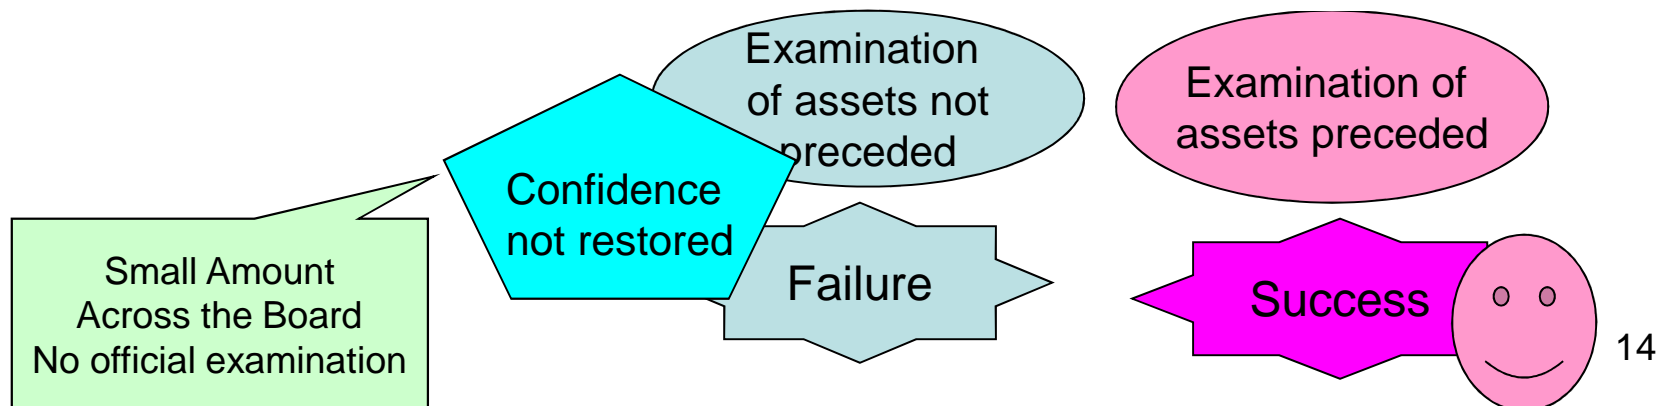 Examination
of assets not
preceded
Examination of
assets preceded
Confidence
not restored
Small Amount
Across the Board
No official examination
Failure
Success
14